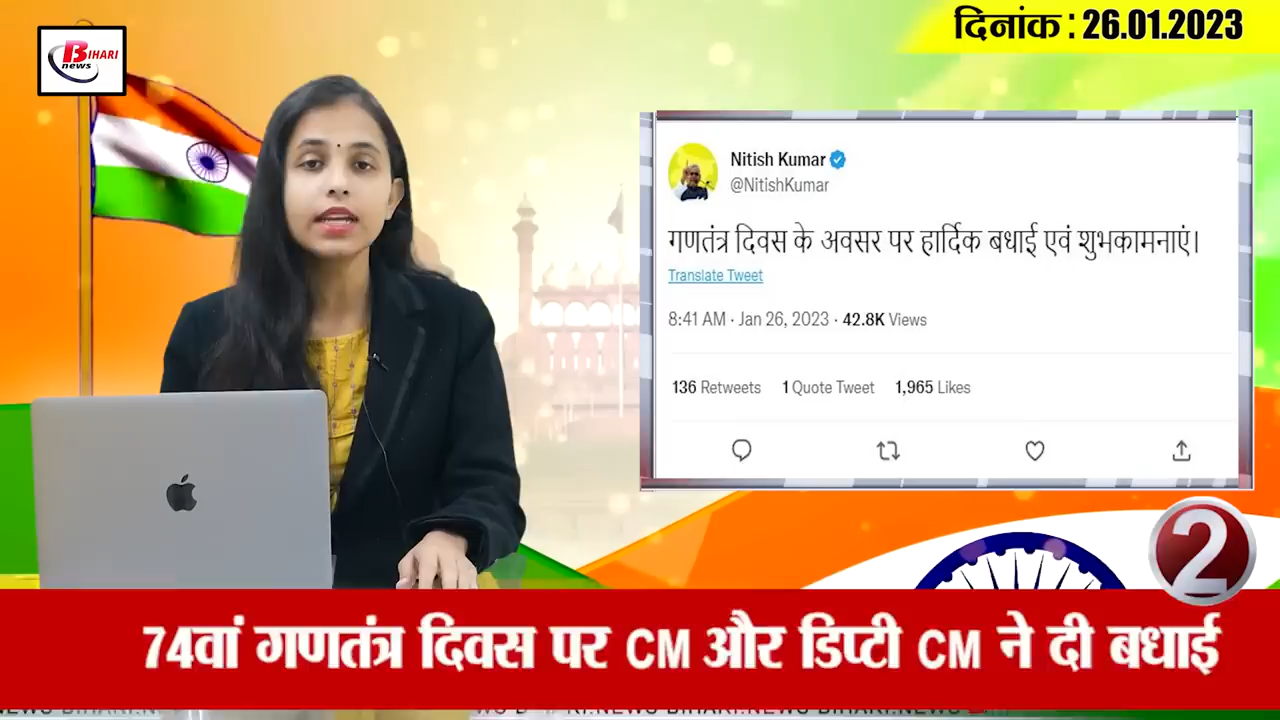 BIHARI
news
दिनांक : 26.01.2023
Nitish Kumar
@NitishKumar
गणतंत्र दिवस के अवसर पर हार्दिक बधाई एवं शुभकामनाएं।
Translate Tweet
8:41 AM · Jan 26, 2023 · 42.8K Views
136 Retweets 1 Quote Tweet 1,965 Likes
2
74वां गणतंत्र दिवस पर CM और डिप्टी CM ने दी बधाई